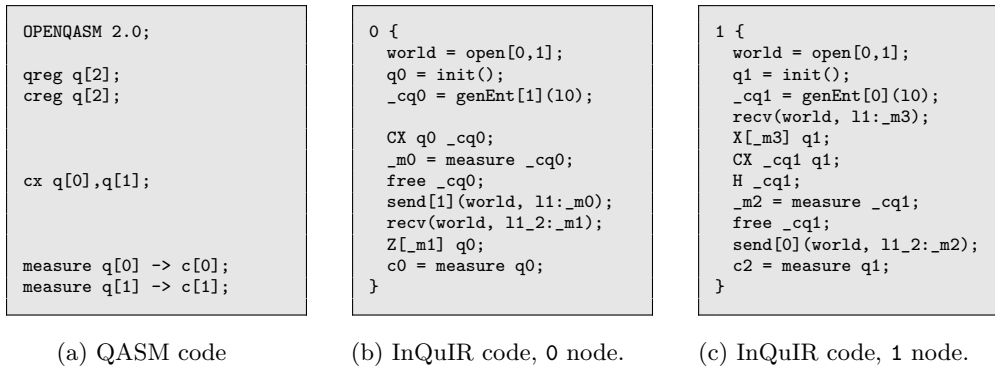 OPENQASM 2.0;
qreg q[2];
creg q[2];
cx q[0],q[1];
measure q[0] -> c[0];
measure q[1] -> c[1];
(a) QASM code
0 {
world = open[0,1];
q0 = init();
_cq0 = genEnt[1](l0);
CX q0 _cq0;
_m0 = measure _cq0;
free _cq0;
send[1](world, l1:_m0);
recv(world, l1_2:_m1);
Z[_m1] q0;
c0 = measure q0;
}
(b) InQuIR code, 0 node.
1 {
world = open[0,1];
q1 = init();
_cq1 = genEnt[0](l0);
recv(world, l1:_m3);
X[_m3] q1;
CX _cq1 q1;
H _cq1;
_m2 = measure _cq1;
free _cq1;
send[0](world, l1_2:_m2);
c2 = measure q1;
}
(c) InQuIR code, 1 node.